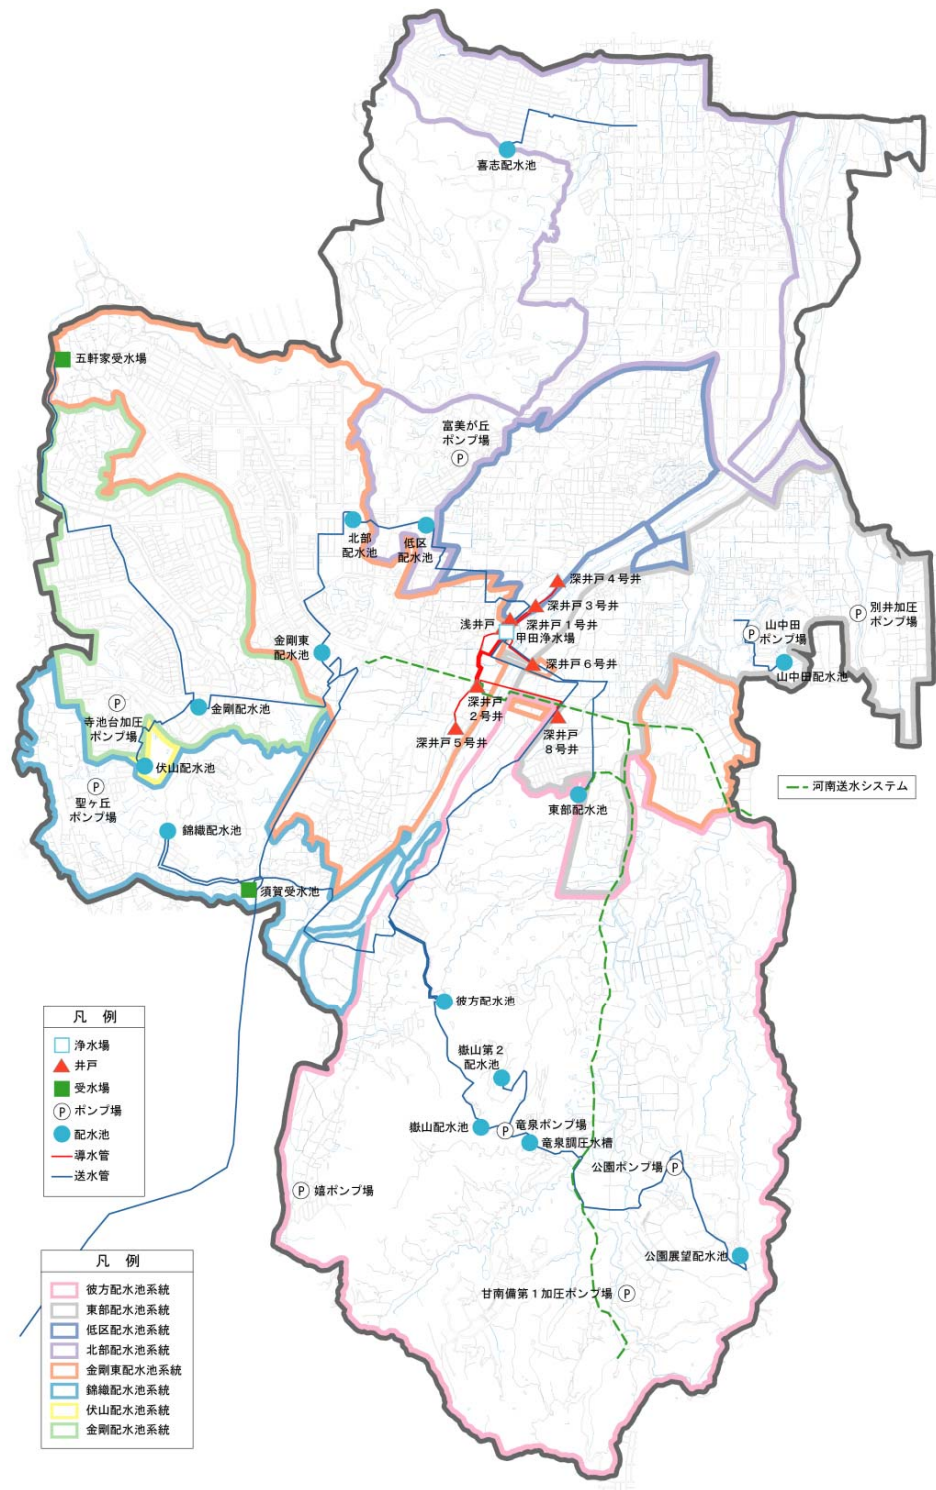 喜志配水池
五軒家受水場
富美が丘
ポンプ場
北部
配水池
低区
配水池
深井戸4号井
深井戸3号井
浅井戸
深井戸1号井
甲田浄水場
別井加圧
ポンプ場
山中田
ポンプ場
金剛東
配水池
深井戸6号井
山中田配水池
寺池台加圧
ポンプ場
金剛配水池
深井戸
2号井
深井戸
8号井
深井戸5号井
伏山配水池
聖ヶ丘
ポンプ場
河南送水システム
東部配水池
錦織配水池
須賀受水池
彼方配水池
嶽山第2
配水池
嶽山配水池
竜泉ポンプ場
竜泉調圧水槽
公園ポンプ場
嬉ポンプ場
公園展望配水池
甘南備第1加圧ポンプ場
凡 例
浄水場
井戸
受水場
P ポンプ場
配水池
導水管
送水管
凡 例
彼方配水池系統
東部配水池系統
低区配水池系統
北部配水池系統
金剛東配水池系統
錦織配水池系統
伏山配水池系統
金剛配水池系統